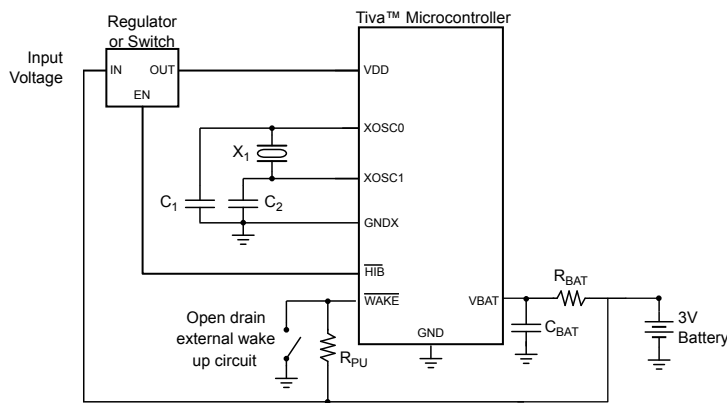 Tiva™ Microcontroller
Regulator
or Switch
Input
Voltage
IN
OUT
EN
VDD
XOSC0
X1
XOSC1
C1
C2
GNDX
HIB
WAKE
VBAT
RBAT
Open drain
external wake
up circuit
RPU
GND
CBAT
3V
Battery